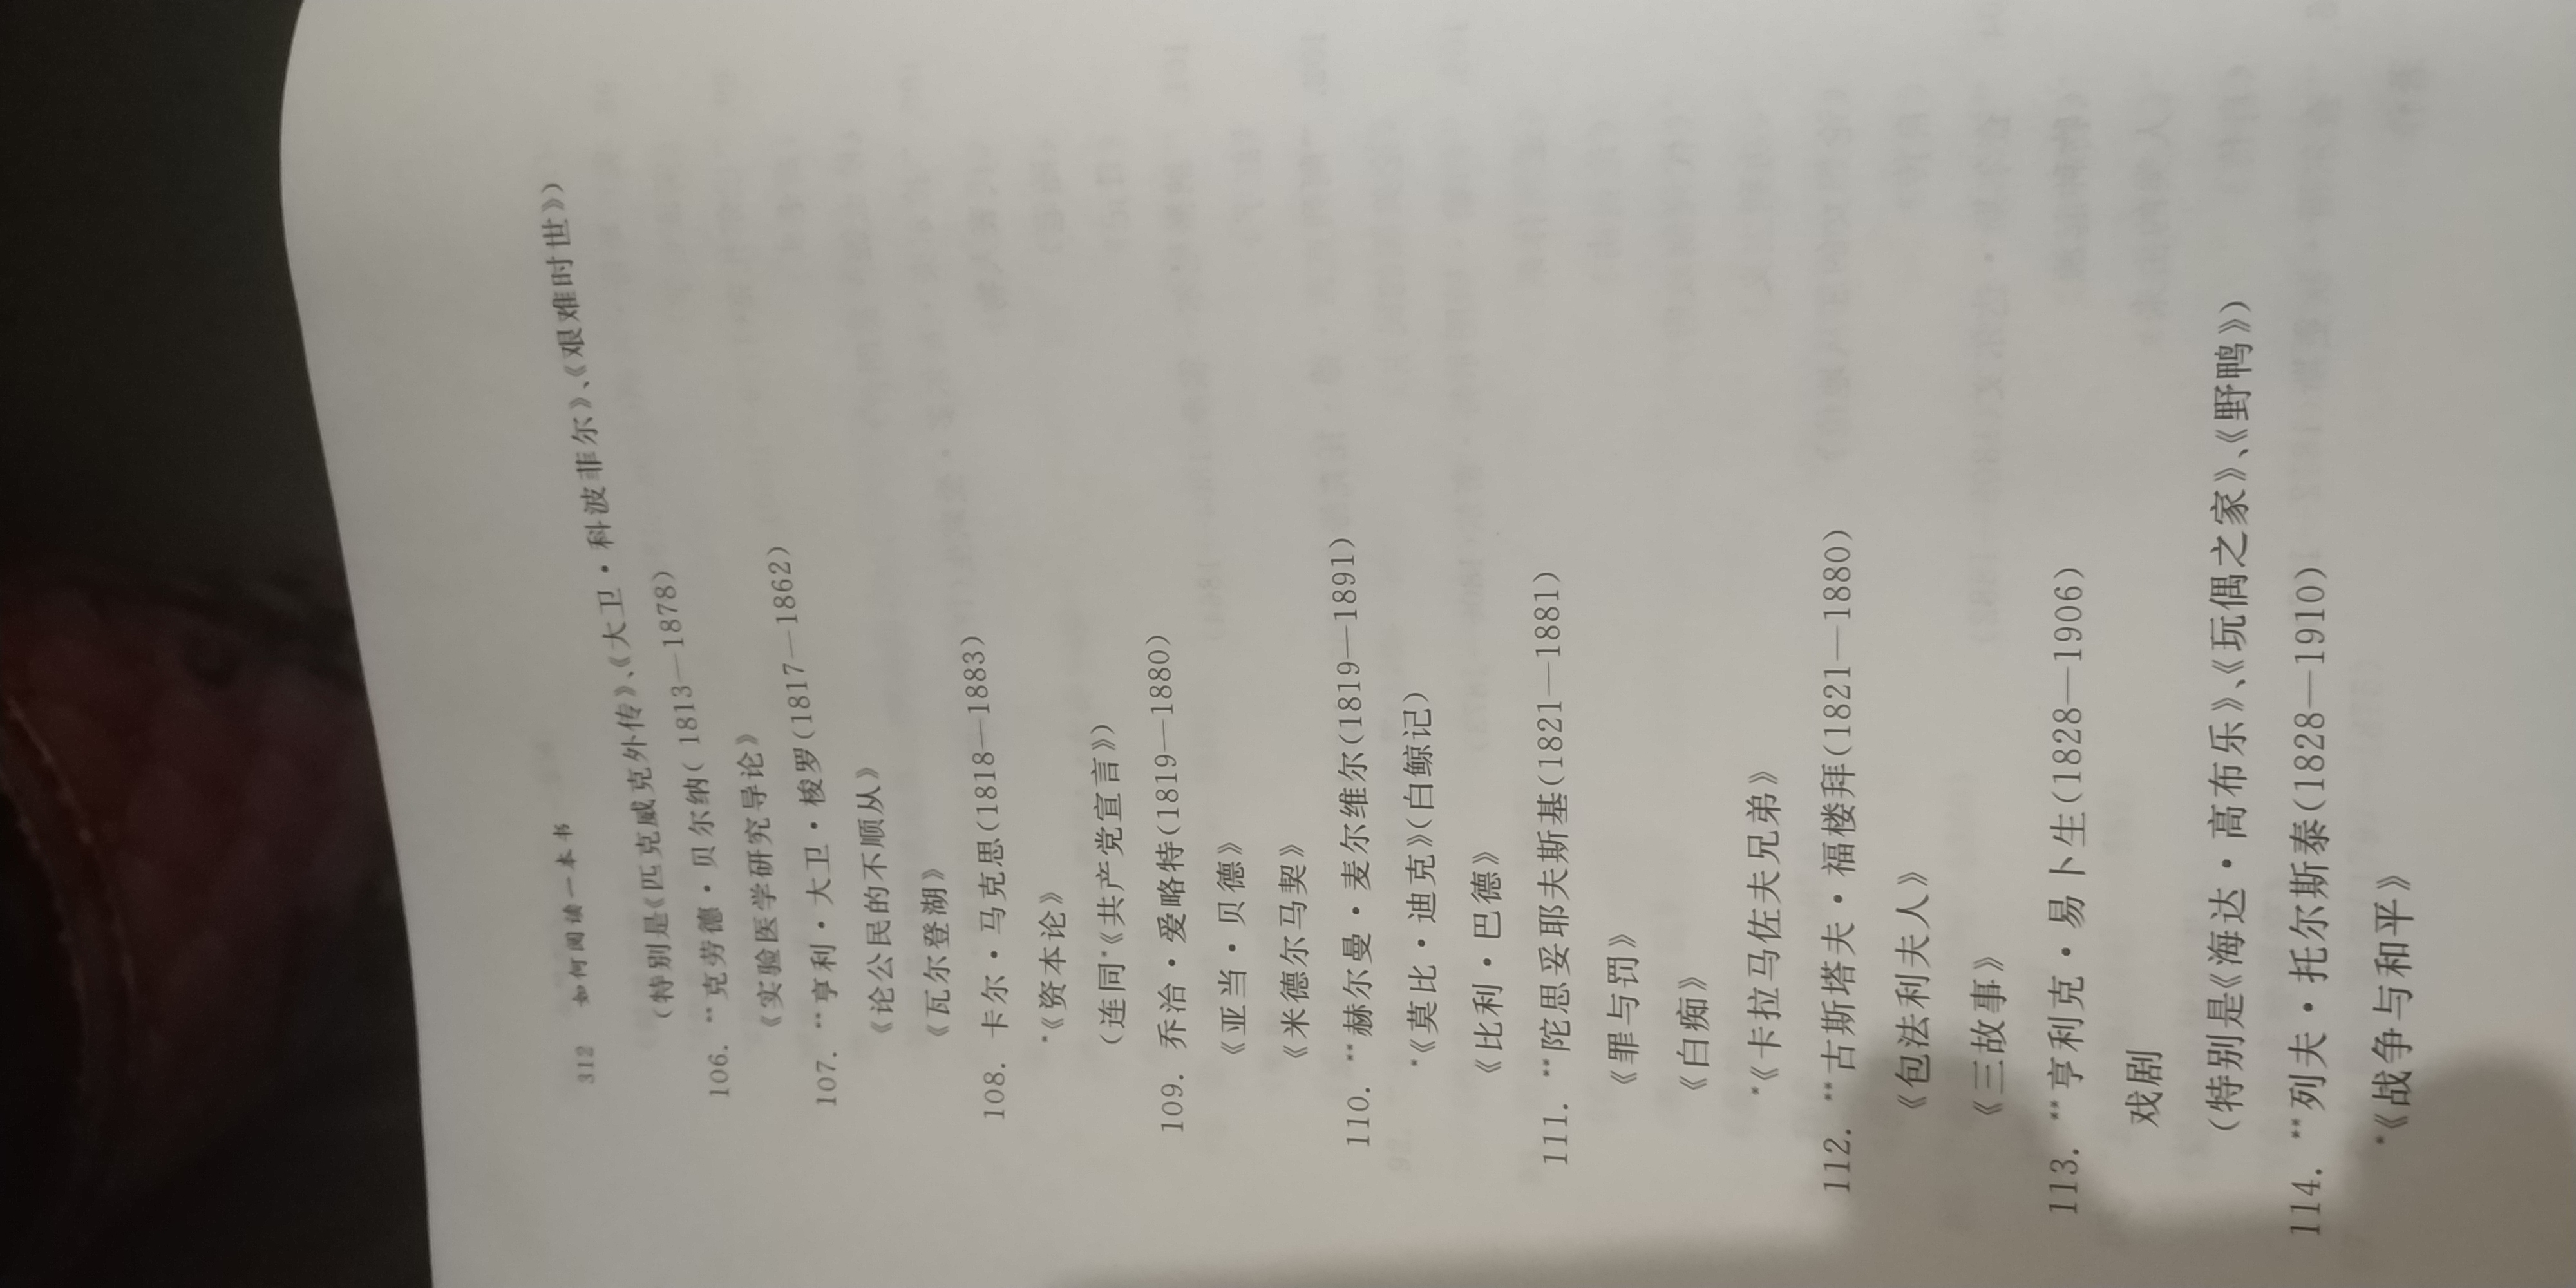 312 如何阅读一本书
(特别是《匹克威克外传》、《大卫·科波菲尔》、《艰难时世》)
106. **克劳德·贝尔纳( 1813—1878)
《实验医学研究导论》
107. **亨利·大卫·梭罗(1817—1862)
《论公民的不顺从》
《瓦尔登湖》
108. 卡尔·马克思(1818—1883)
*《资本论》
(连同*《共产党宣言》)
109. 乔治·爱略特(1819—1880)
《亚当·贝德》
《米德尔马契》
110. **赫尔曼·麦尔维尔(1819—1891)
*《莫比·迪克》(白鲸记)
《比利·巴德》
111. **陀思妥耶夫斯基(1821—1881)
《罪与罚》
《白痴》
*《卡拉马佐夫兄弟》
112. **古斯塔夫·福楼拜(1821—1880)
《包法利夫人》
《三故事》
113. **亨利克·易卜生(1828—1906)
戏剧
(特别是《海达·高布乐》、《玩偶之家》、《野鸭》)
114. **列夫·托尔斯泰(1828—1910)
*《战争与和平》